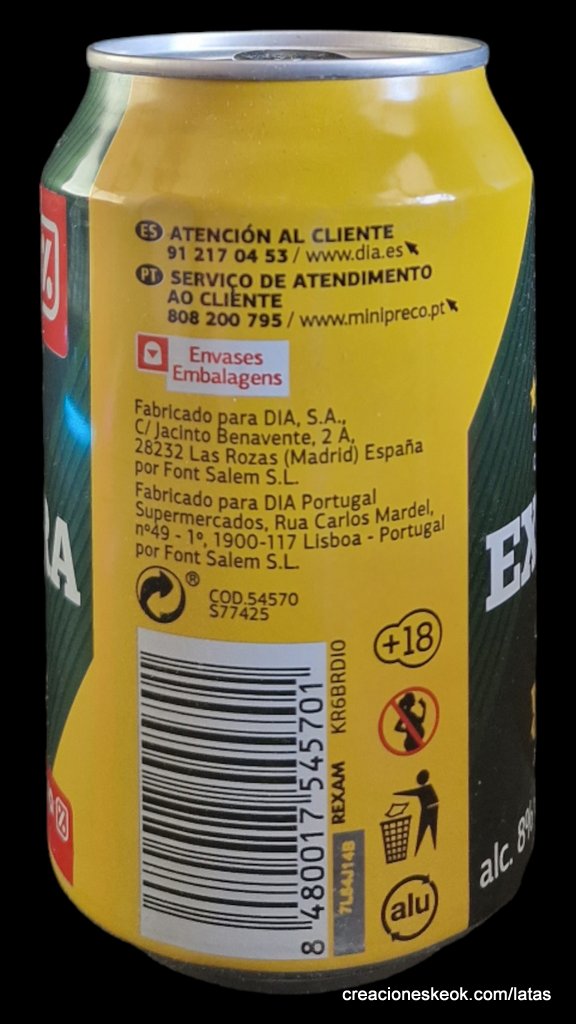 ES ATENCIÓN AL CLIENTE
91 217 04 53 / www.dia.es
PT SERVIÇO DE ATENDIMENTO
AO CLIENTE
808 200 795 / www.minipreco.pt
Envases
Embalagens
Fabricado para DIA, S.A.,
C/ Jacinto Benavente, 2 A,
28232 Las Rozas (Madrid) España
por Font Salem S.L.
Fabricado para DIA Portugal
Supermercados, Rua Carlos Mardel,
nº49 - 1º, 1900-117 Lisboa - Portugal
por Font Salem S.L.
®
COD.54570
S77425
+18
REXAM KR6BRDIO
8 480017 545701
alu
%
RA
%
EX
alc. 8%
creacioneskeok.com/latas